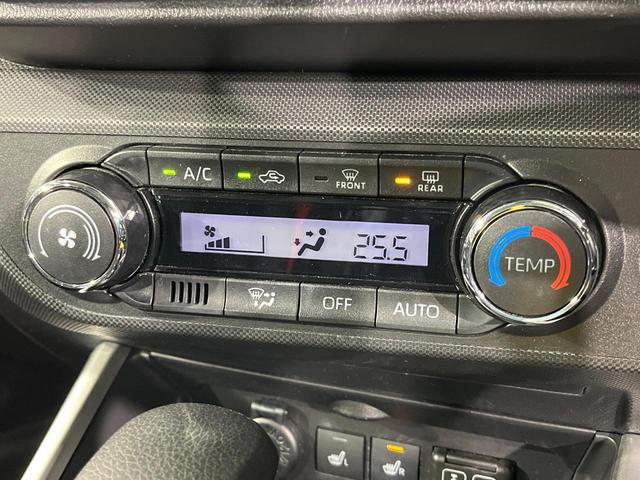 A/C
FRONT
REAR
25.5
TEMP
OFF
AUTO
L
R